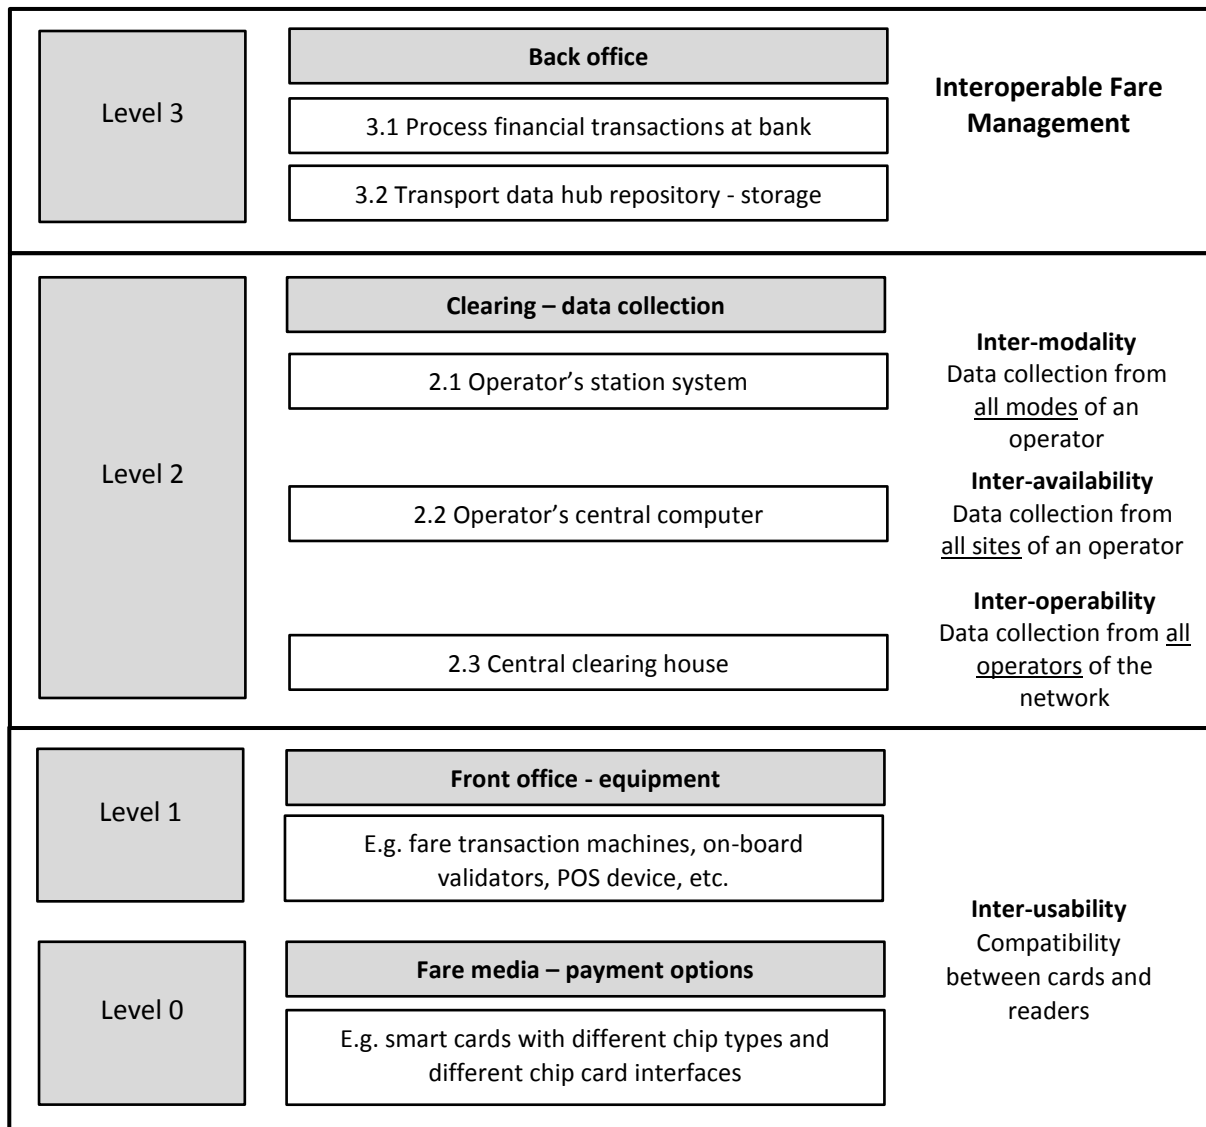 Level 3
Back office
3.1 Process financial transactions at bank
3.2 Transport data hub repository - storage
Interoperable Fare
Management
Level 2
Clearing – data collection
2.1 Operator’s station system
2.2 Operator’s central computer
2.3 Central clearing house
Inter-modality
Data collection from
all modes of an
operator
Inter-availability
Data collection from
all sites of an operator
Inter-operability
Data collection from all
operators of the
network
Level 1
Front office - equipment
E.g. fare transaction machines, on-board
validators, POS device, etc.
Level 0
Fare media – payment options
E.g. smart cards with different chip types and
different chip card interfaces
Inter-usability
Compatibility
between cards and
readers